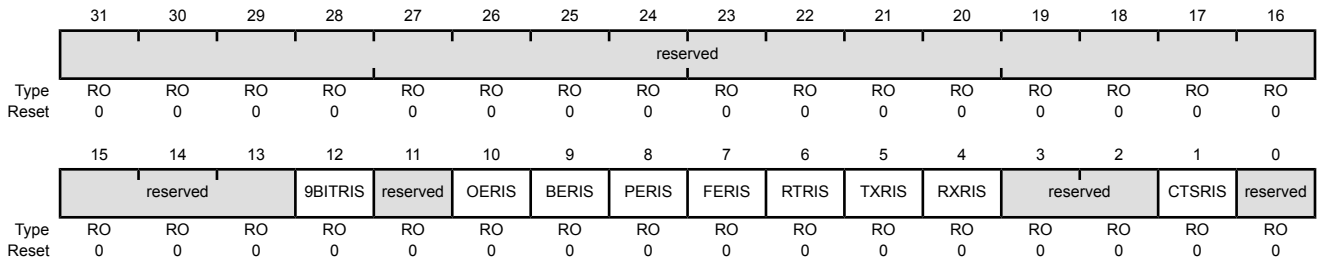 31 30 29 28 27 26 25 24 23 22 21 20 19 18 17 16
reserved
Type RO RO RO RO RO RO RO RO RO RO RO RO RO RO RO RO
Reset 0 0 0 0 0 0 0 0 0 0 0 0 0 0 0 0
15 14 13 12 11 10 9 8 7 6 5 4 3 2 1 0
reserved 9BITRIS reserved OERIS BERIS PERIS FERIS RTRIS TXRIS RXRIS reserved CTSRIS reserved
Type RO RO RO RO RO RO RO RO RO RO RO RO RO RO RO RO
Reset 0 0 0 0 0 0 0 0 0 0 0 0 0 0 0 0